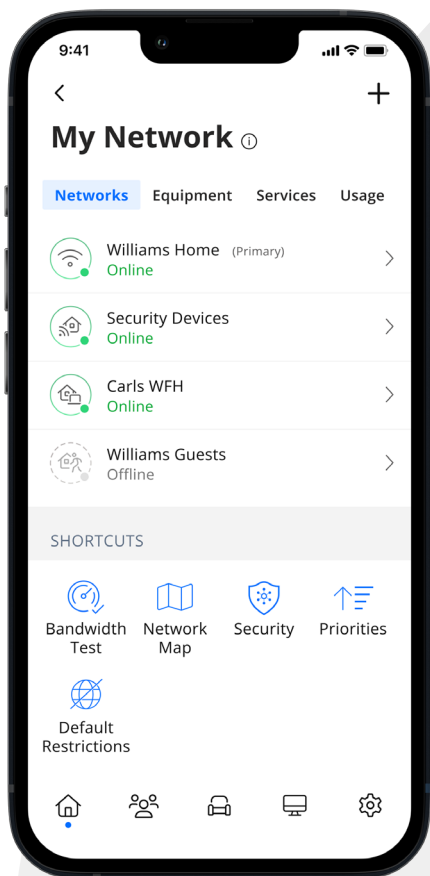 9:41
My Network
Networks Equipment Services Usage
Williams Home (Primary)
Online
Security Devices
Online
Carls WFH
Online
Williams Guests
Offline
SHORTCUTS
Bandwidth Test
Network Map
Security
Priorities
Default
Restrictions